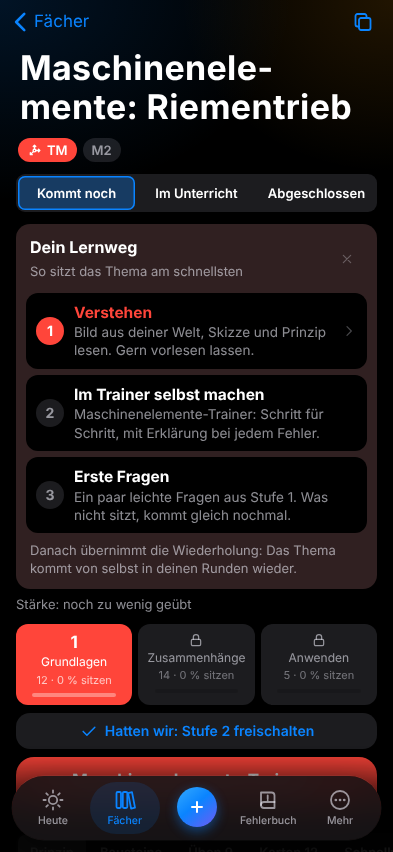 Fächer
Maschinenele-
mente: Riementrieb
TM
M2
Kommt noch
Im Unterricht
Abgeschlossen
Dein Lernweg
So sitzt das Thema am schnellsten
1
Verstehen
Bild aus deiner Welt, Skizze und Prinzip
lesen. Gern vorlesen lassen.
2
Im Trainer selbst machen
Maschinenelemente-Trainer: Schritt für
Schritt, mit Erklärung bei jedem Fehler.
3
Erste Fragen
Ein paar leichte Fragen aus Stufe 1. Was
nicht sitzt, kommt gleich nochmal.
Danach übernimmt die Wiederholung: Das Thema
kommt von selbst in deinen Runden wieder.
Stärke: noch zu wenig geübt
1
Grundlagen
12 · 0 % sitzen
Zusammenhänge
14 · 0 % sitzen
Anwenden
5 · 0 % sitzen
Hatten wir: Stufe 2 freischalten
Heute
Fächer
Fehlerbuch
Mehr